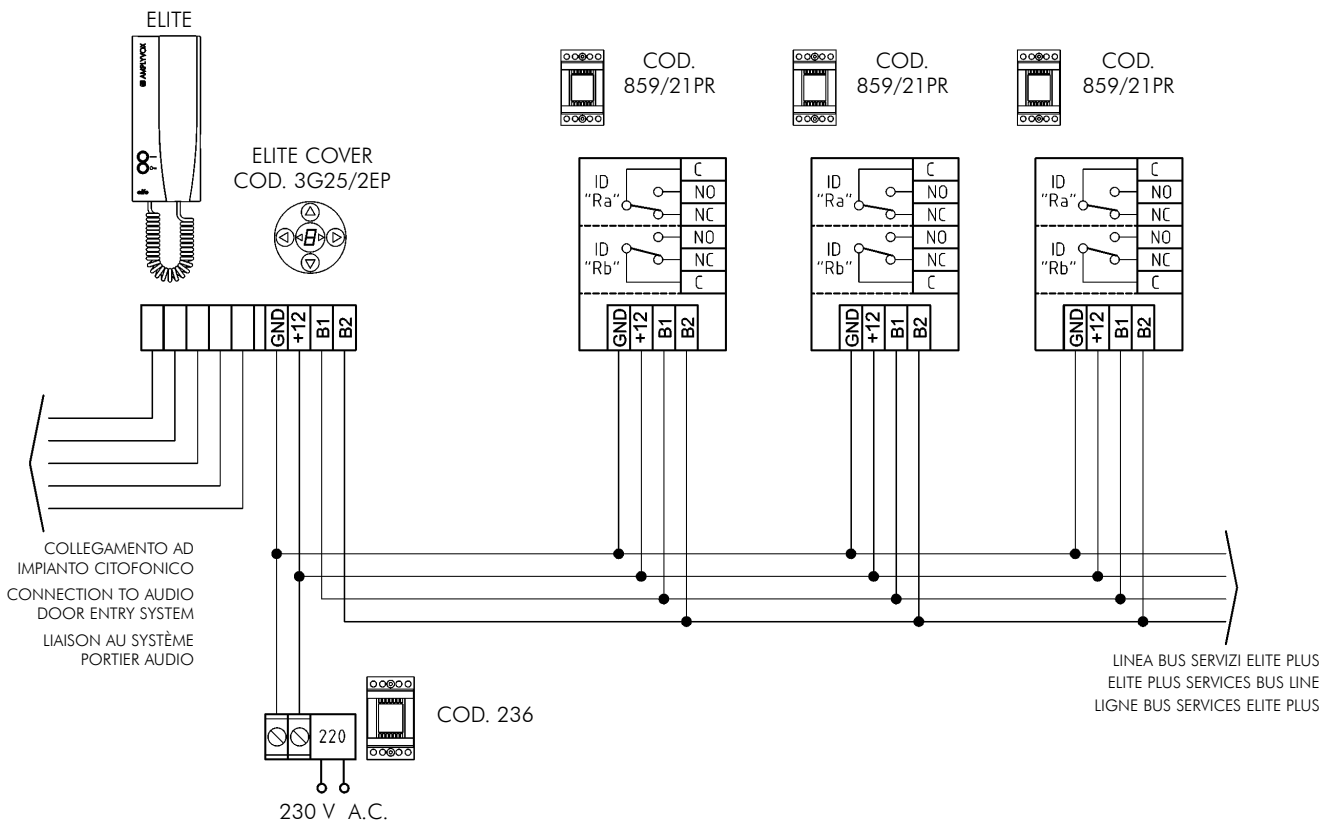 ELITE
AMPLYVOX
elite
ELITE COVER
COD. 3G25/2EP
8
COD.
859/21PR
COD.
859/21PR
COD.
859/21PR
ID
"Ra"
C
NO
NC
ID
"Rb"
NO
NC
C
GND
+12
B1
B2
ID
"Ra"
C
NO
NC
ID
"Rb"
NO
NC
C
GND
+12
B1
B2
ID
"Ra"
C
NO
NC
ID
"Rb"
NO
NC
C
GND
+12
B1
B2
GND
+12
B1
B2
COLLEGAMENTO AD
IMPIANTO CITOFONICO
CONNECTION TO AUDIO
DOOR ENTRY SYSTEM
LIAISON AU SYSTÈME
PORTIER AUDIO
LINEA BUS SERVIZI ELITE PLUS
ELITE PLUS SERVICES BUS LINE
LIGNE BUS SERVICES ELITE PLUS
COD. 236
220
230 V A.C.